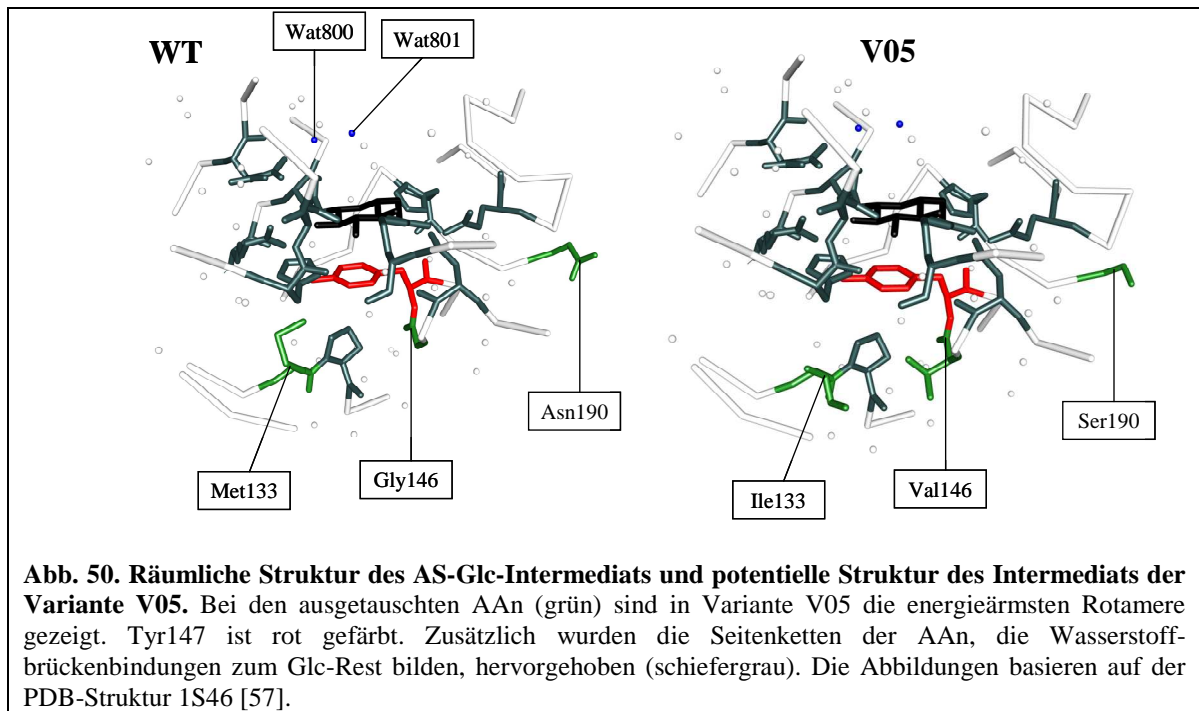 WT
Wat800
Wat801
V05
Asn190
Met133
Gly146
Ser190
Ile133
Val146
Abb. 50. Räumliche Struktur des AS-Glc-Intermediats und potentielle Struktur des Intermediats der
Variante V05. Bei den ausgetauschten AAn (grün) sind in Variante V05 die energieärmsten Rotamere
gezeigt. Tyr147 ist rot gefärbt. Zusätzlich wurden die Seitenketten der AAn, die Wasserstoff-
brückenbindungen zum Glc-Rest bilden, hervorgehoben (schiefergrau). Die Abbildungen basieren auf der
PDB-Struktur 1S46 [57].